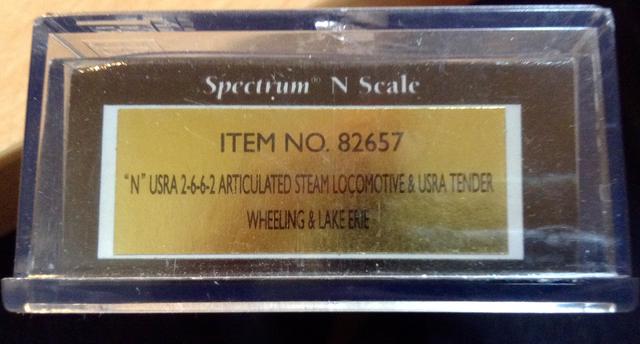 Spectrum® N Scale
ITEM NO. 82657
"N" USRA 2-6-6-2 ARTICULATED STEAM LOCOMOTIVE & USRA TENDER
WHEELING & LAKE ERIE